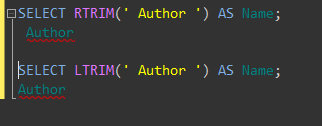 SELECT RTRIM(' Author ') AS Name;
 Author
SELECT LTRIM(' Author ') AS Name;
Author